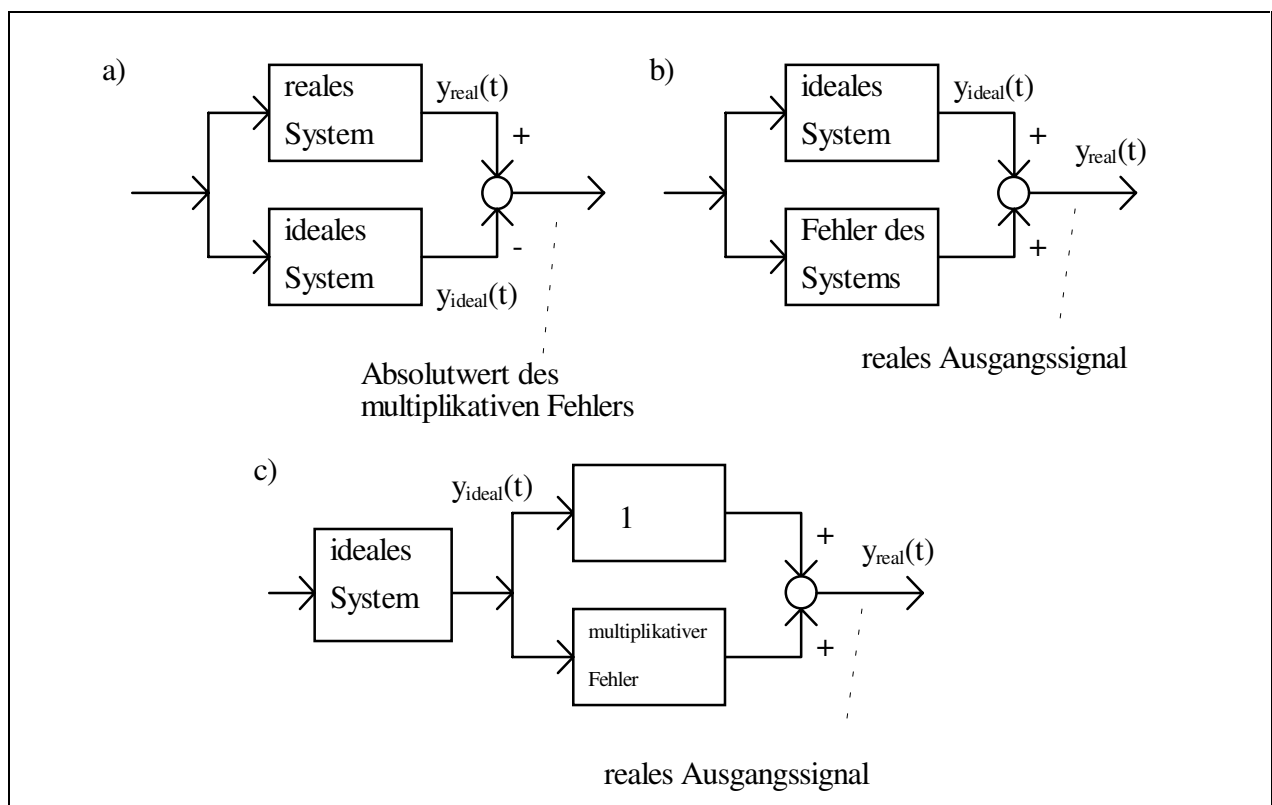 a)
reales
System
y_real(t)
+
ideales
System
-
y_ideal(t)
Absolutwert des
multiplikativen Fehlers
b)
ideales
System
y_ideal(t)
+
y_real(t)
Fehler des
Systems
+
reales Ausgangssignal
c)
ideales
System
y_ideal(t)
1
+
y_real(t)
multiplikativer
Fehler
+
reales Ausgangssignal